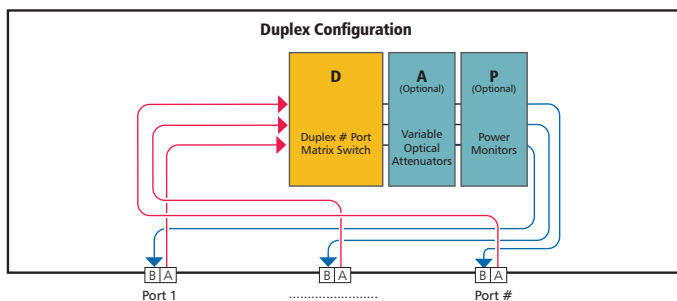 Duplex Configuration
D
Duplex # Port
Matrix Switch
A
(Optional)
Variable
Optical
Attenuators
P
(Optional)
Power
Monitors
B A
B A
B A
Port 1
........................
Port #